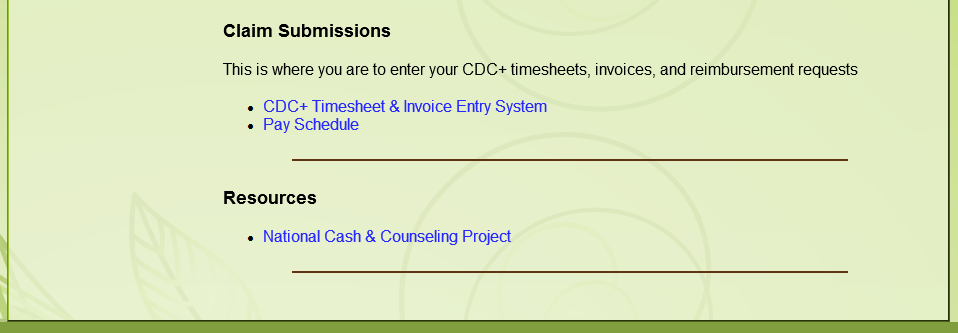 Claim Submissions
This is where you are to enter your CDC+ timesheets, invoices, and reimbursement requests
• CDC+ Timesheet & Invoice Entry System
• Pay Schedule
Resources
• National Cash & Counseling Project